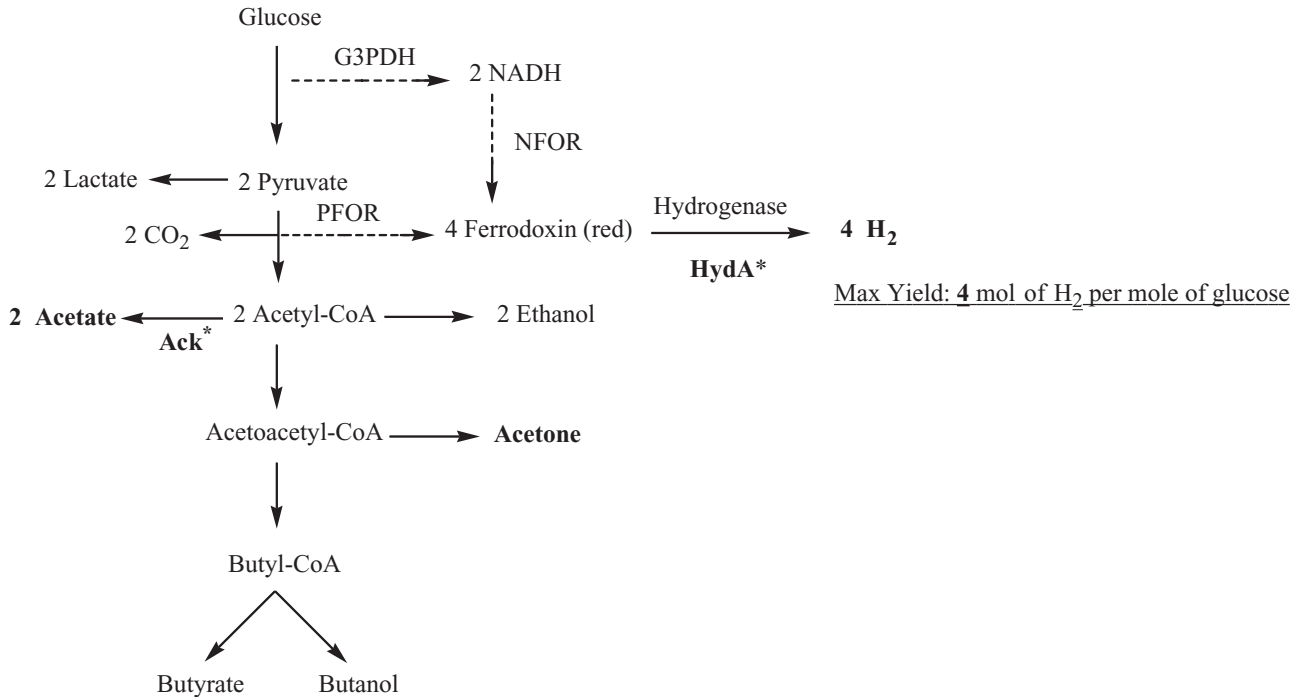 Glucose
G3PDH
2 NADH
NFOR
2 Lactate
2 Pyruvate
PFOR
2 CO2
4 Ferrodoxin (red)
Hydrogenase
HydA*
4 H2
Max Yield: 4 mol of H2 per mole of glucose
2 Acetate
Ack*
2 Acetyl-CoA
2 Ethanol
Acetoacetyl-CoA
Acetone
Butyl-CoA
Butyrate
Butanol